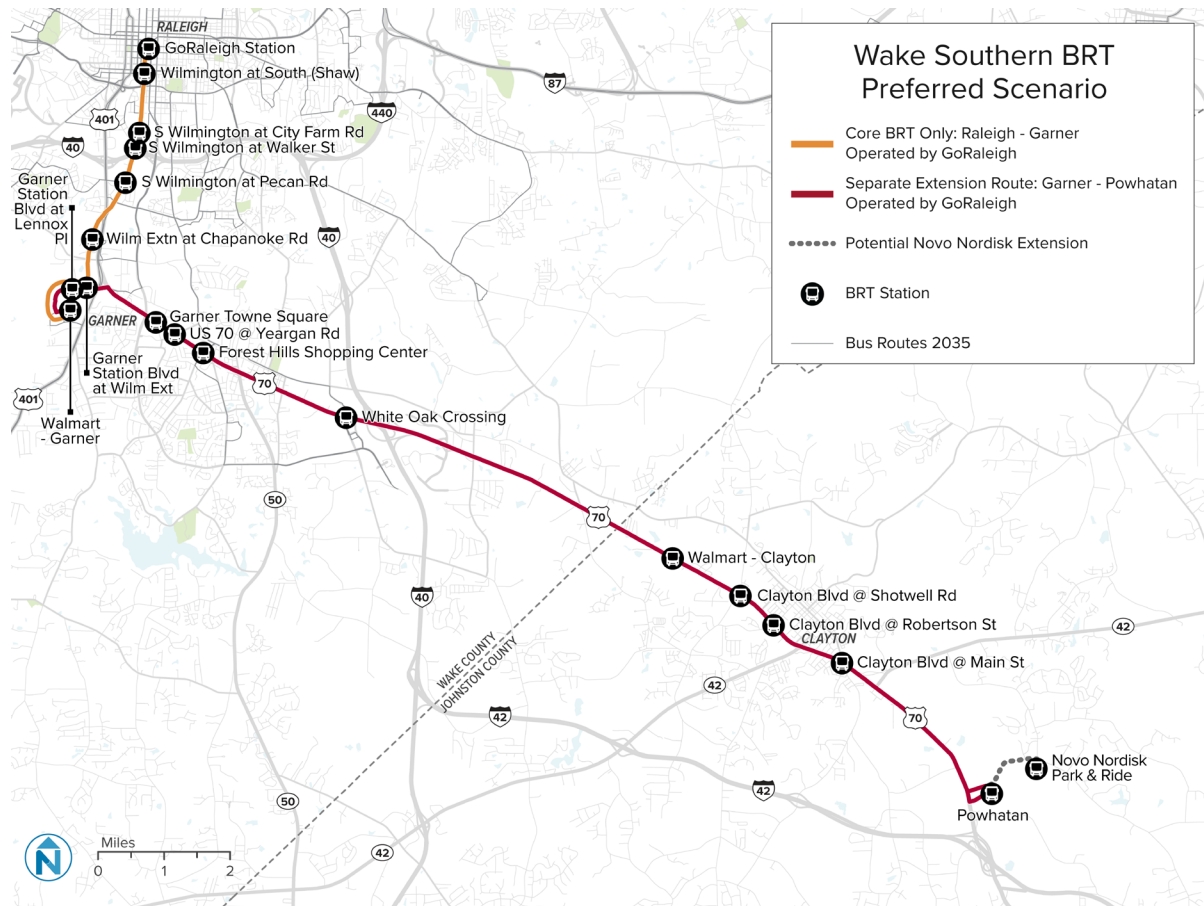 RALEIGH
GoRaleigh Station
Wilmington at South (Shaw)
87
440
401
S Wilmington at City Farm Rd
40
S Wilmington at Walker St
Garner
Station
Blvd at
Lennox
Pl
S Wilmington at Pecan Rd
Wilm Extn at Chapanoke Rd
40
GARNER
Garner Towne Square
US 70 @ Yeargan Rd
Forest Hills Shopping Center
Garner
Station Blvd
at Wilm Ext
70
401
Walmart
- Garner
White Oak Crossing
50
70
Walmart - Clayton
Clayton Blvd @ Shotwell Rd
40
Clayton Blvd @ Robertson St
42
CLAYTON
WAKE COUNTY
JOHNSTON COUNTY
Clayton Blvd @ Main St
42
42
70
Novo Nordisk
Park & Ride
42
50
Powhatan
42
N
Miles
0 1 2
Wake Southern BRT
Preferred Scenario
Core BRT Only: Raleigh - Garner
Operated by GoRaleigh
Separate Extension Route: Garner - Powhatan
Operated by GoRaleigh
Potential Novo Nordisk Extension
BRT Station
Bus Routes 2035